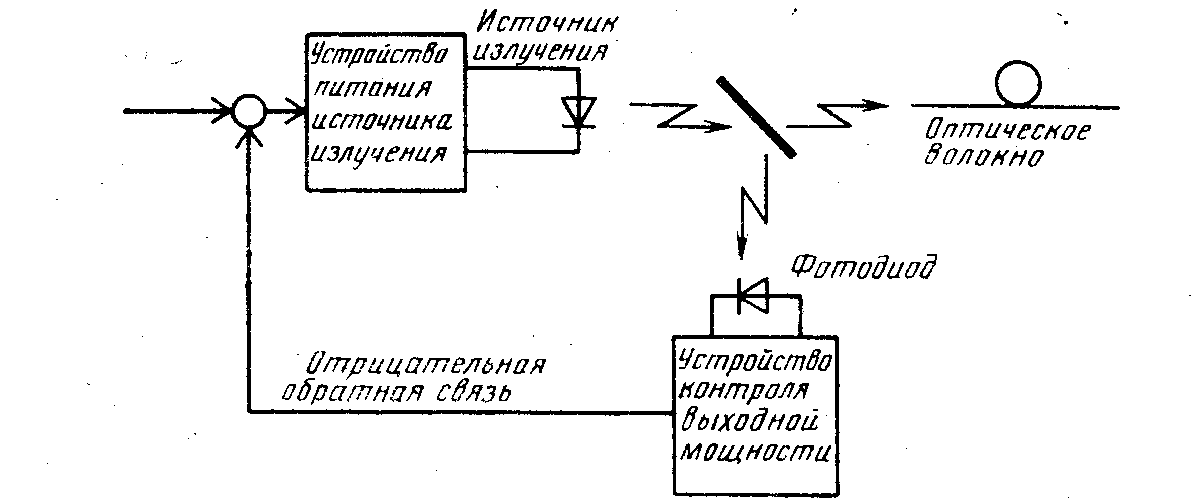 Источник
излучения
Устройство
питания
источника
излучения
Оптическое
волокно
Фотодиод
Отрицательная
обратная связь
Устройство
контроля
выходной
мощности